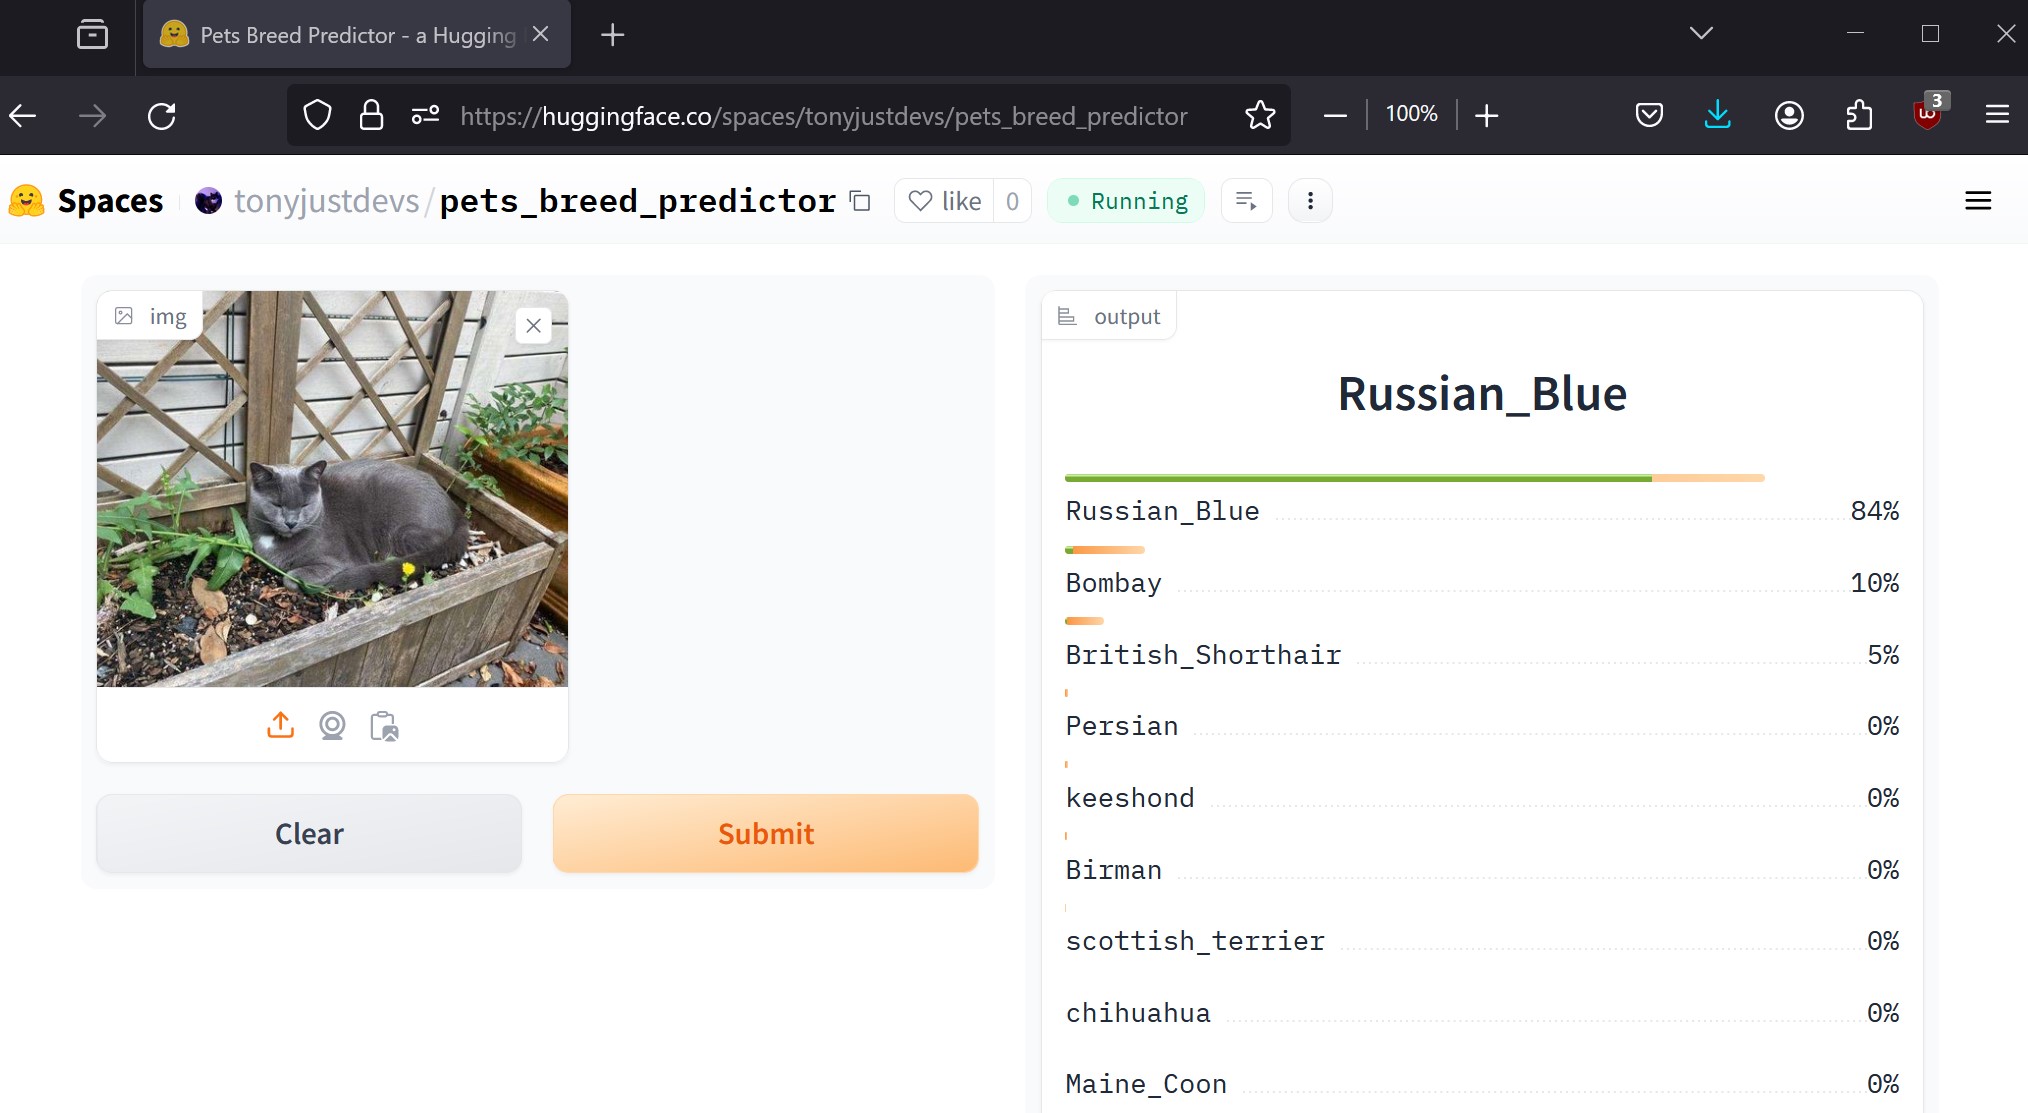 Pets Breed Predictor - a Hugging
https://huggingface.co/spaces/tonyjustdevs/pets_breed_predictor
100%
3
Spaces
tonyjustdevs/pets_breed_predictor
like 0
Running
img
output
Russian_Blue
Russian_Blue 84%
Bombay 10%
British_Shorthair 5%
Persian 0%
keeshond 0%
Birman 0%
scottish_terrier 0%
chihuahua 0%
Maine_Coon 0%
Clear
Submit